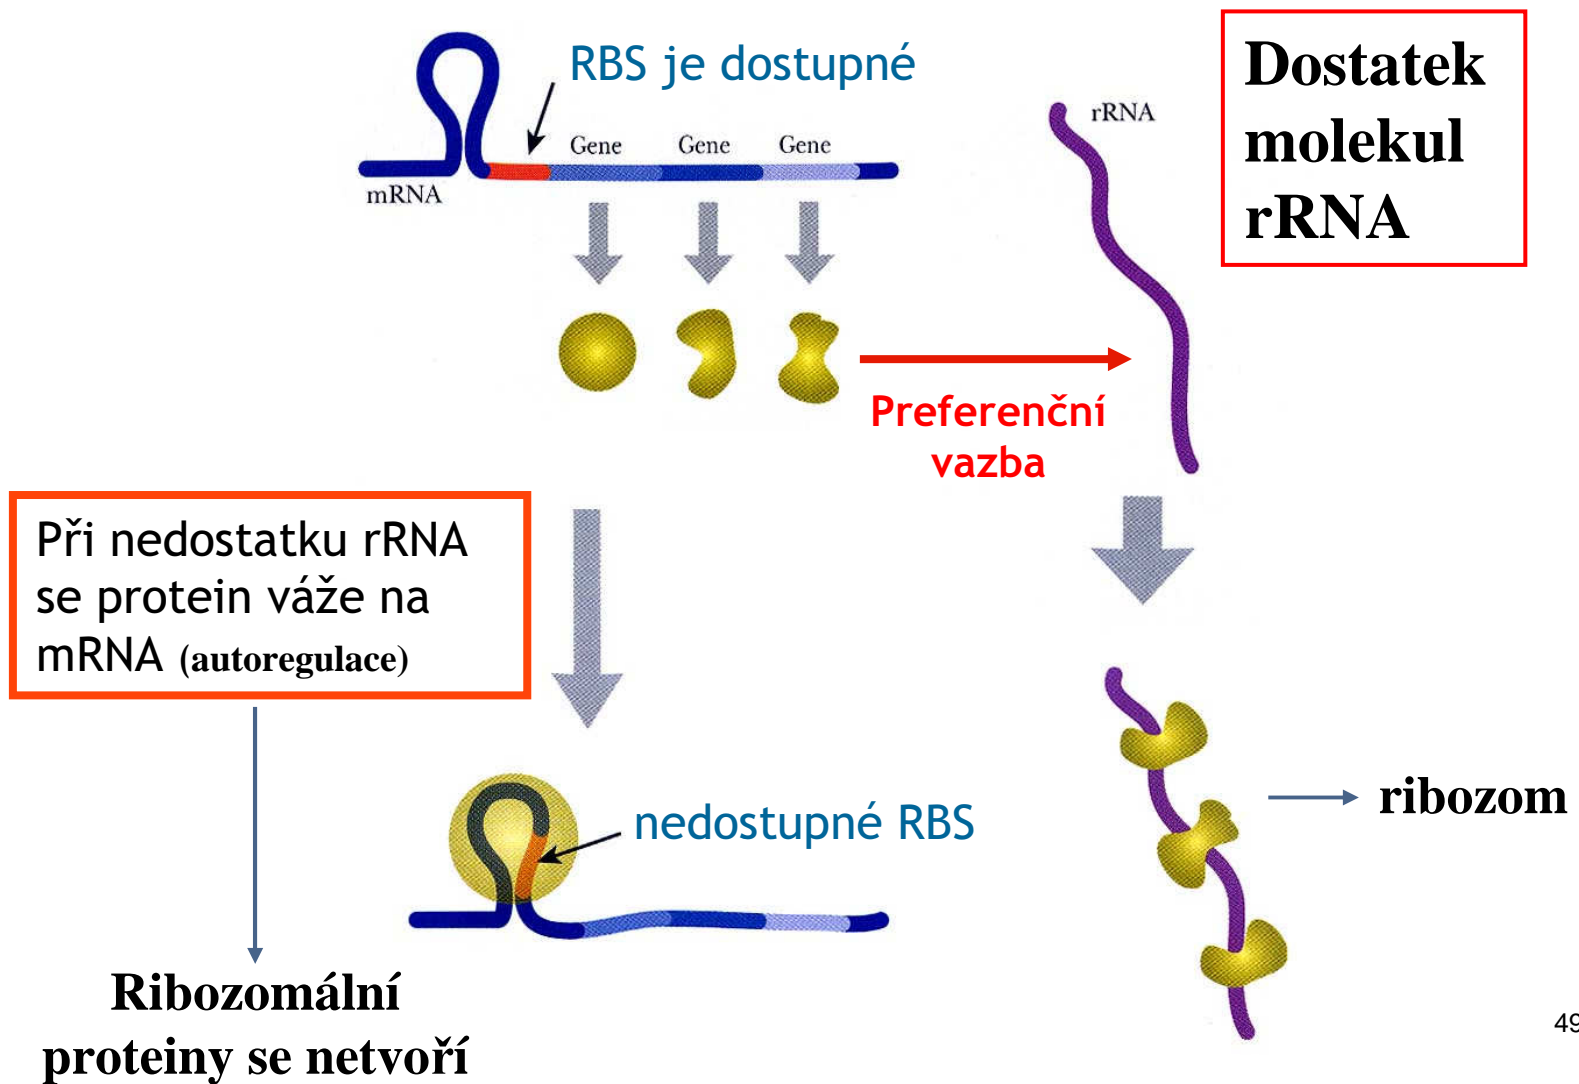 RBS je dostupné
Dostatek
molekul
rRNA
rRNA
Gene Gene Gene
mRNA
Preferenční
vazba
Při nedostatku rRNA
se protein váže na
mRNA (autoregulace)
nedostupné RBS
ribozom
Ribozomální
proteiny se netvoří
49